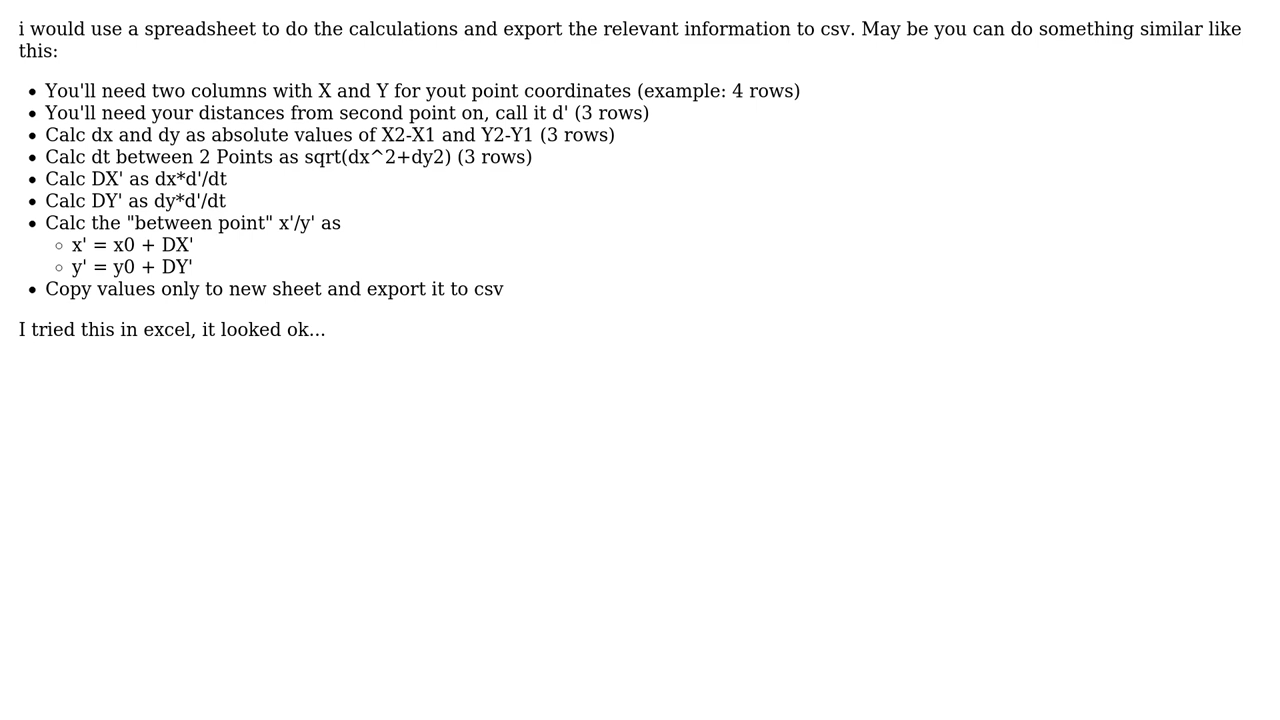 i would use a spreadsheet to do the calculations and export the relevant information to csv. May be you can do something similar like
this:
• You'll need two columns with X and Y for yout point coordinates (example: 4 rows)
• You'll need your distances from second point on, call it d' (3 rows)
• Calc dx and dy as absolute values of X2-X1 and Y2-Y1 (3 rows)
• Calc dt between 2 Points as sqrt(dx^2+dy2) (3 rows)
• Calc DX' as dx*d'/dt
• Calc DY' as dy*d'/dt
• Calc the "between point" x'/y' as
◦ x' = x0 + DX'
◦ y' = y0 + DY'
• Copy values only to new sheet and export it to csv
I tried this in excel, it looked ok...